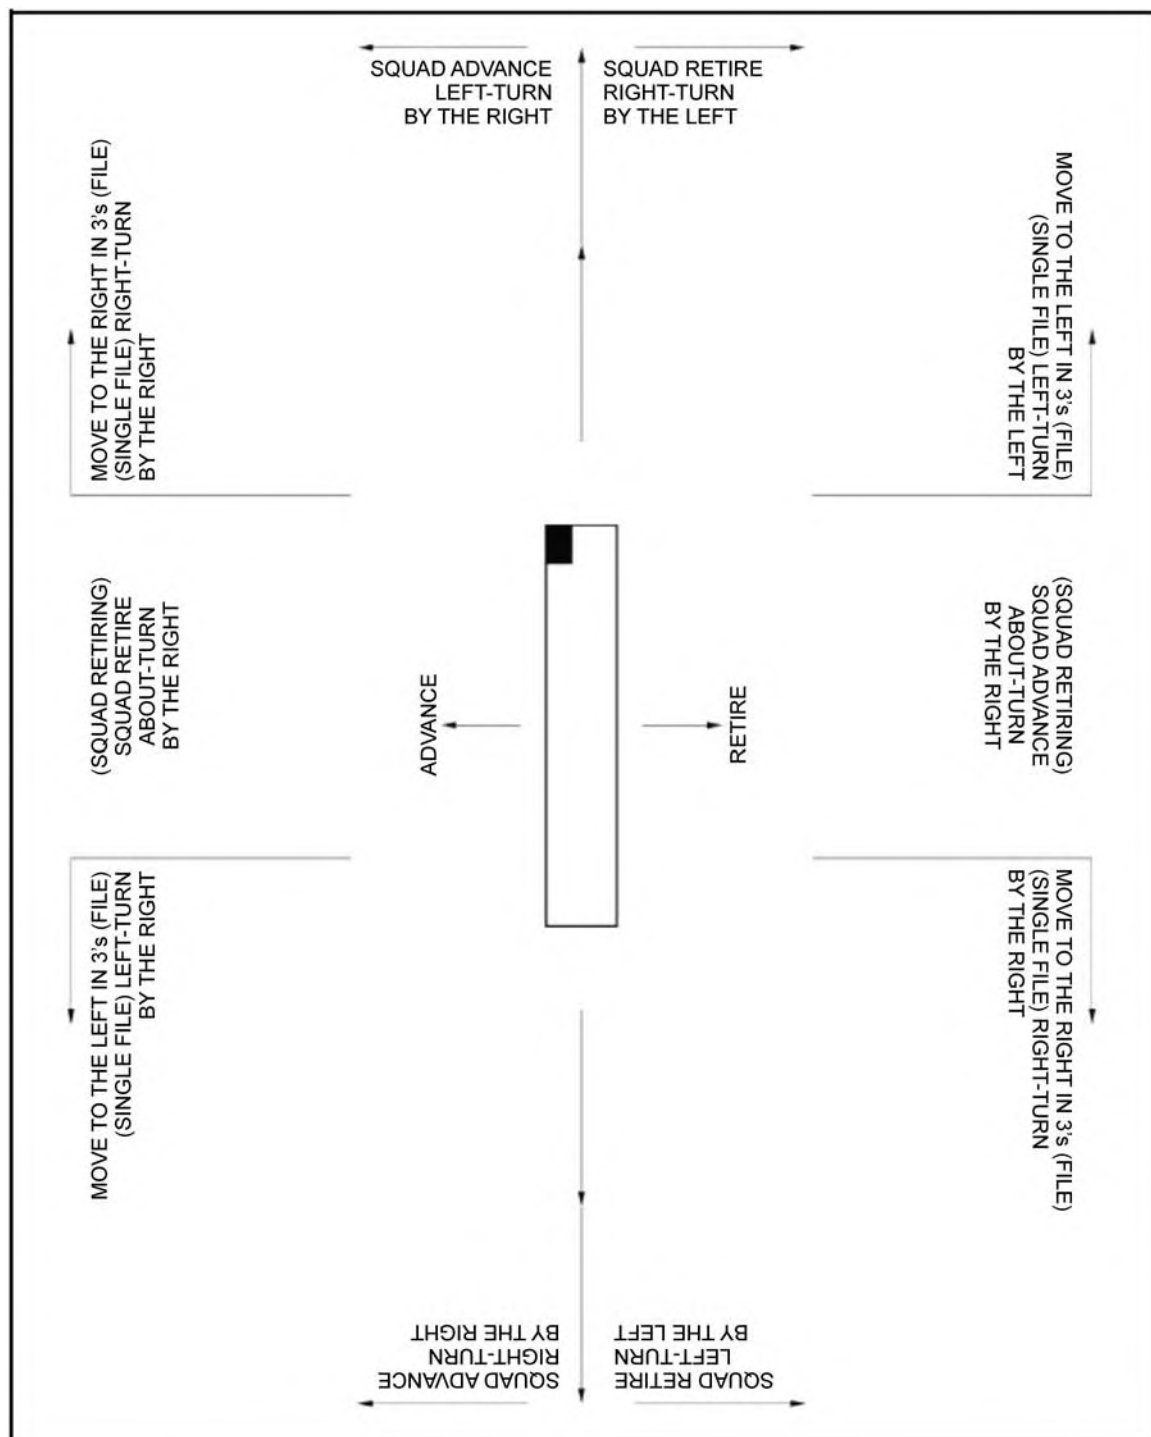 SQUAD ADVANCE
LEFT-TURN
BY THE RIGHT
SQUAD RETIRE
RIGHT-TURN
BY THE LEFT
MOVE TO THE RIGHT IN 3's (FILE)
(SINGLE FILE) RIGHT-TURN
BY THE RIGHT
MOVE TO THE LEFT IN 3's (FILE)
(SINGLE FILE) LEFT-TURN
BY THE LEFT
(SQUAD RETIRING)
SQUAD RETIRE
ABOUT-TURN
BY THE RIGHT
ADVANCE
RETIRE
(SQUAD RETIRING)
SQUAD ADVANCE
ABOUT-TURN
BY THE RIGHT
MOVE TO THE LEFT IN 3's (FILE)
(SINGLE FILE) LEFT-TURN
BY THE RIGHT
MOVE TO THE RIGHT IN 3's (FILE)
(SINGLE FILE) RIGHT-TURN
BY THE RIGHT
SQUAD ADVANCE
RIGHT-TURN
BY THE RIGHT
SQUAD RETIRE
LEFT-TURN
BY THE LEFT